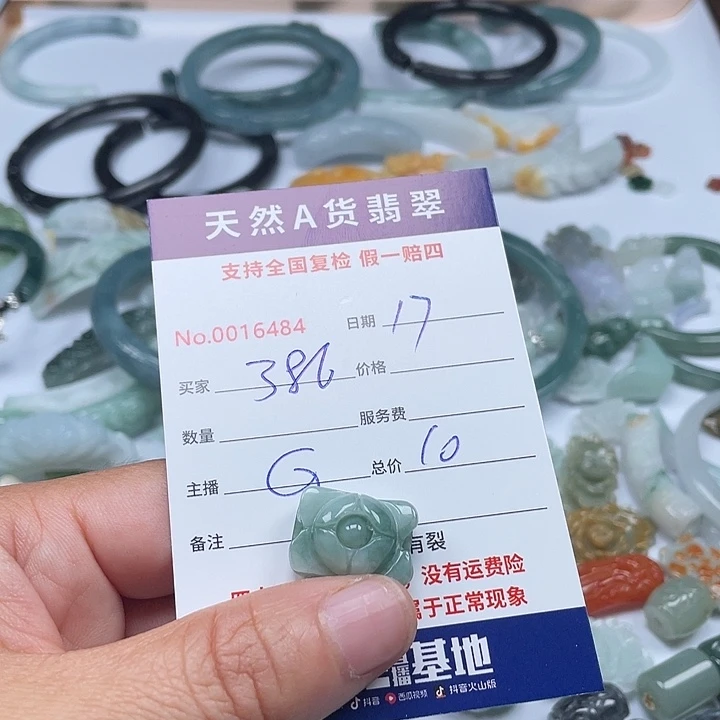 天然A货翡翠
支持全国复检 假一赔四
No.0016484 日期 17
买家 386 价格
数量 服务费
主播 G 总价 10
备注 有裂
没有运费险
属于正常现象
播基地
抖音 西瓜视频 抖音火山版